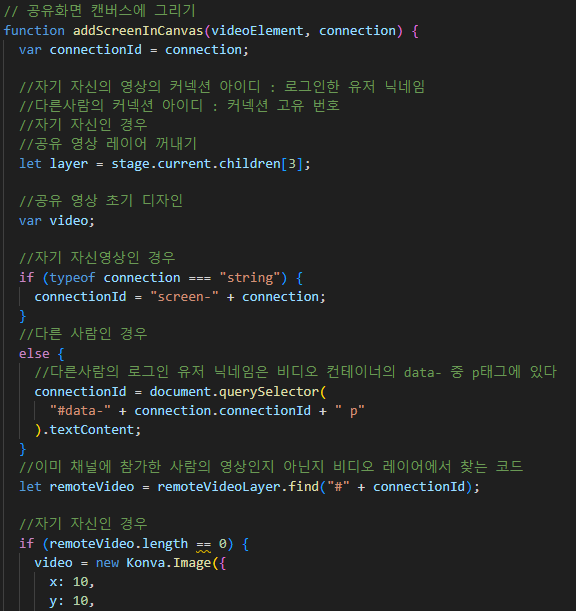 // 공유화면 캔버스에 그리기
function addScreenInCanvas(videoElement, connection) {
var connectionId = connection;
//자기 자신의 영상의 커넥션 아이디 : 로그인한 유저 닉네임
//다른사람의 커넥션 아이디 : 커넥션 고유 번호
//자기 자신인 경우
//공유 영상 레이어 꺼내기
let layer = stage.current.children[3];
//공유 영상 초기 디자인
var video;
//자기 자신영상인 경우
if (typeof connection === "string") {
connectionId = "screen-" + connection;
}
//다른 사람인 경우
else {
//다른사람의 로그인 유저 닉네임은 비디오 컨테이너의 data- 중 p태그에 있다
connectionId = document.querySelector(
"#data-" + connection.connectionId + " p"
).textContent;
}
//이미 채널에 참가한 사람의 영상인지 아닌지 비디오 레이어에서 찾는 코드
let remoteVideo = remoteVideoLayer.find("#" + connectionId);
//자기 자신인 경우
if (remoteVideo.length == 0) {
video = new Konva.Image({
x: 10,
y: 10,